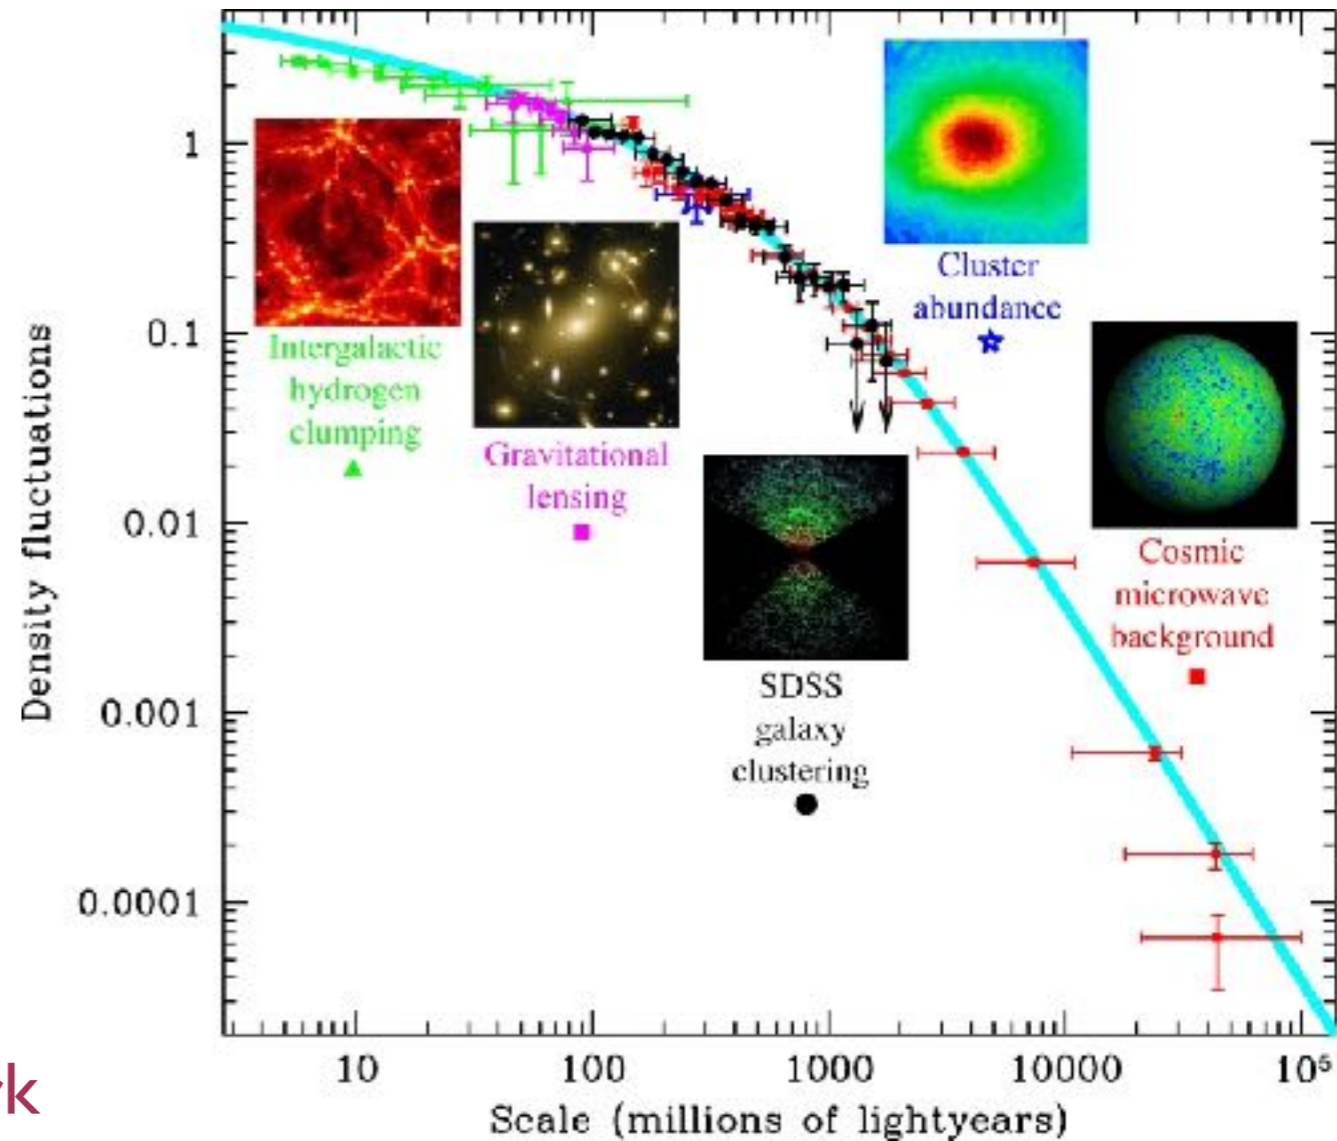 Density fluctuations
1
0.1
0.01
0.001
0.0001
Intergalactic
hydrogen
clumping
Gravitational
lensing
SDSS
galaxy
clustering
Cluster
abundance
Cosmic
microwave
background
10
100
1000
10000
10⁵
Scale (millions of lightyears)